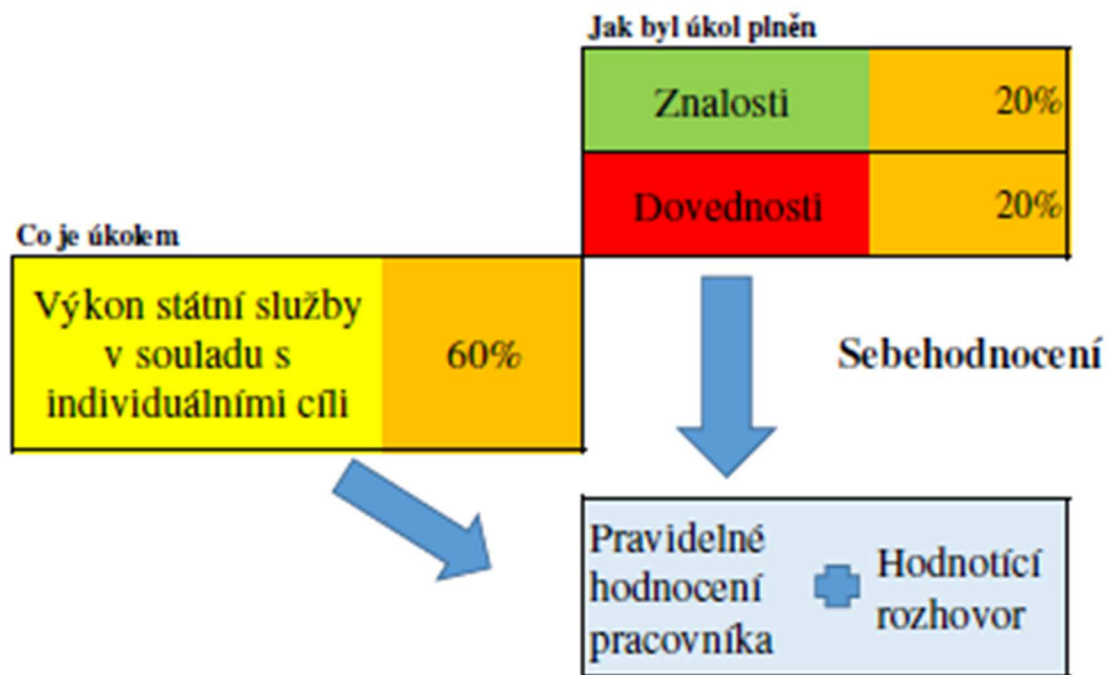 Jak byl úkol plněn
Znalosti
20%
Dovednosti
20%
Co je úkolem
Výkon státní služby
v souladu s
individuálními cíli
60%
Sebehodnocení
Pravidelné
hodnocení
pracovníka
Hodnotící
rozhovor